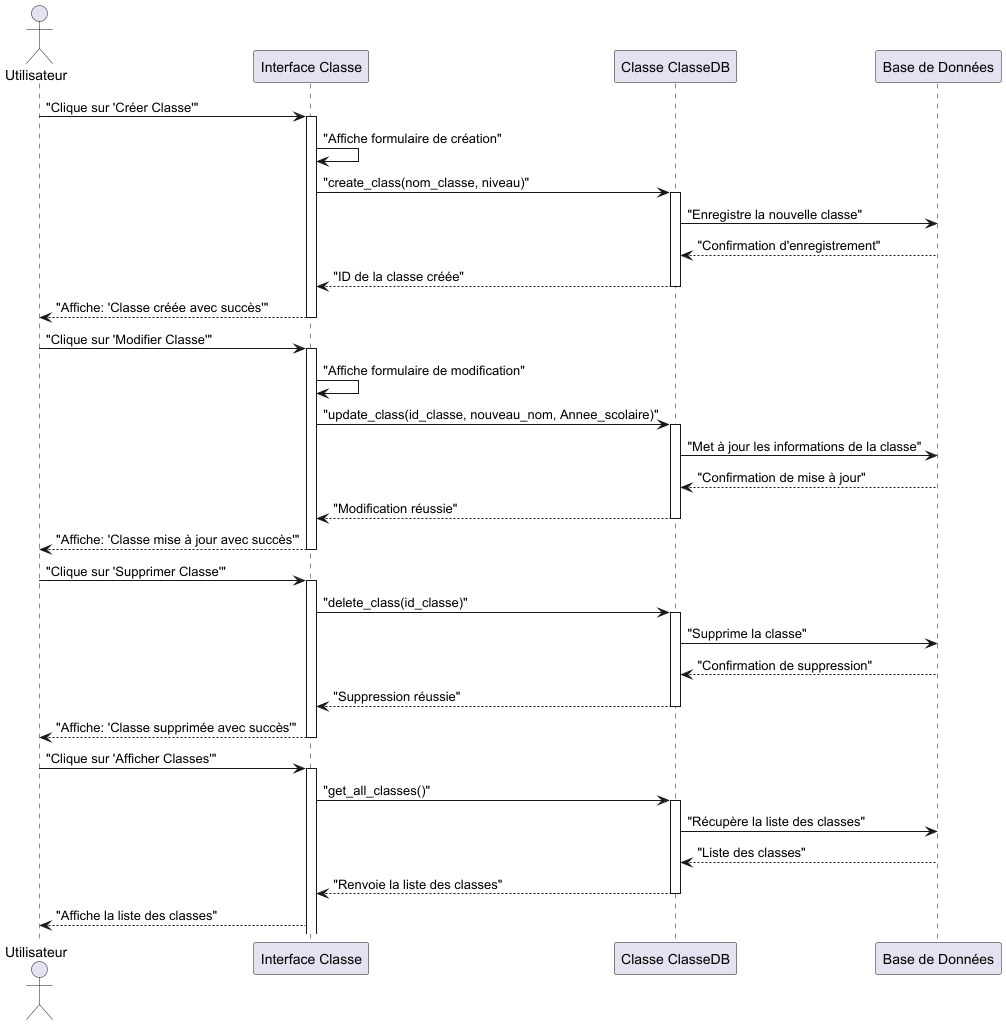 Utilisateur
Interface Classe
Classe ClasseDB
Base de Données
"Clique sur 'Créer Classe'"
"Affiche formulaire de création"
"create_class(nom_classe, niveau)"
"Enregistre la nouvelle classe"
"Confirmation d'enregistrement"
"ID de la classe créée"
"Affiche: 'Classe créée avec succès'"
"Clique sur 'Modifier Classe'"
"Affiche formulaire de modification"
"update_class(id_classe, nouveau_nom, Annee_scolaire)"
"Met à jour les informations de la classe"
"Confirmation de mise à jour"
"Modification réussie"
"Affiche: 'Classe mise à jour avec succès'"
"Clique sur 'Supprimer Classe'"
"delete_class(id_classe)"
"Supprime la classe"
"Confirmation de suppression"
"Suppression réussie"
"Affiche: 'Classe supprimée avec succès'"
"Clique sur 'Afficher Classes'"
"get_all_classes()"
"Récupère la liste des classes"
"Liste des classes"
"Renvoie la liste des classes"
"Affiche la liste des classes"
Utilisateur
Interface Classe
Classe ClasseDB
Base de Données